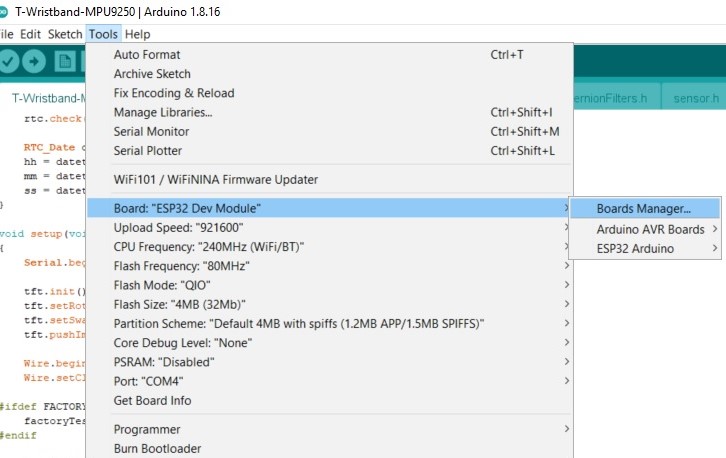 T-Wristband-MPU9250 | Arduino 1.8.16
File Edit Sketch Tools Help
T-Wristband-M
ernionFilters.h
sensor.h
Auto Format Ctrl+T
Archive Sketch
Fix Encoding & Reload
Manage Libraries... Ctrl+Shift+I
Serial Monitor Ctrl+Shift+M
Serial Plotter Ctrl+Shift+L
WiFi101 / WiFiNINA Firmware Updater
Board: "ESP32 Dev Module"
Upload Speed: "921600"
CPU Frequency: "240MHz (WiFi/BT)"
Flash Frequency: "80MHz"
Flash Mode: "QIO"
Flash Size: "4MB (32Mb)"
Partition Scheme: "Default 4MB with spiffs (1.2MB APP/1.5MB SPIFFS)"
Core Debug Level: "None"
PSRAM: "Disabled"
Port: "COM4"
Get Board Info
Programmer
Burn Bootloader
Boards Manager...
Arduino AVR Boards
ESP32 Arduino
rtc.check
RTC_Date
hh = datet
mm = datet
ss = datet
}
void setup(voi
{
Serial.beg
tft.init()
tft.setRot
tft.setSwa
tft.pushIm
Wire.begin
Wire.setCl
#ifdef FACTORY
factoryTes
#endif